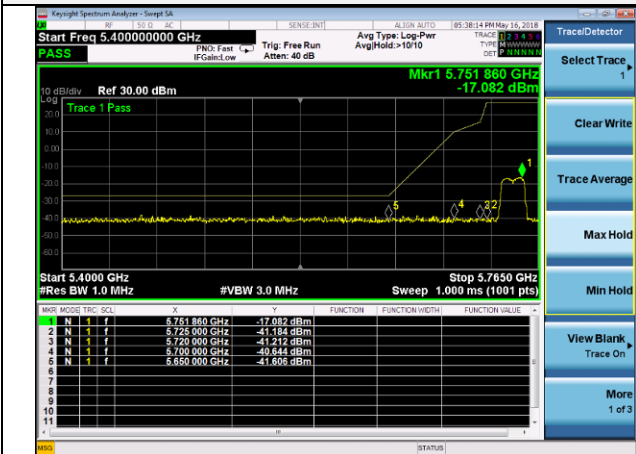 Keysight Spectrum Analyzer - Swept SA
RF 50 Ω AC SENSE:INT ALIGN AUTO 05:38:14 PM May 16, 2018
Start Freq 5.400000000 GHz
Avg Type: Log-Pwr
TRACE 1 2 3 4 5 6
PASS
PNO: Fast
Trig: Free Run
Avg|Hold:>10/10
TYPE M W W W W W
IFGain:Low
Atten: 40 dB
DET P N N N N N
Mkr1 5.751 860 GHz
10 dB/div Ref 30.00 dBm
-17.082 dBm
Log
Trace 1 Pass
20.0
10.0
0.00
-10.0
1
-20.0
-30.0
5 4 3 2
-40.0
-50.0
-60.0
Start 5.4000 GHz
Stop 5.7650 GHz
#Res BW 1.0 MHz
#VBW 3.0 MHz
Sweep 1.000 ms (1001 pts)
MKR MODE TRC SCL X Y FUNCTION FUNCTION WIDTH FUNCTION VALUE
1 N 1 f 5.751 860 GHz -17.082 dBm
2 N 1 f 5.725 000 GHz -41.184 dBm
3 N 1 f 5.720 000 GHz -41.212 dBm
4 N 1 f 5.700 000 GHz -40.644 dBm
5 N 1 f 5.650 000 GHz -41.606 dBm
6
7
8
9
10
11
MSG
STATUS
Trace/Detector
Select Trace
1
Clear Write
Trace Average
Max Hold
Min Hold
View Blank
Trace On
More
1 of 3